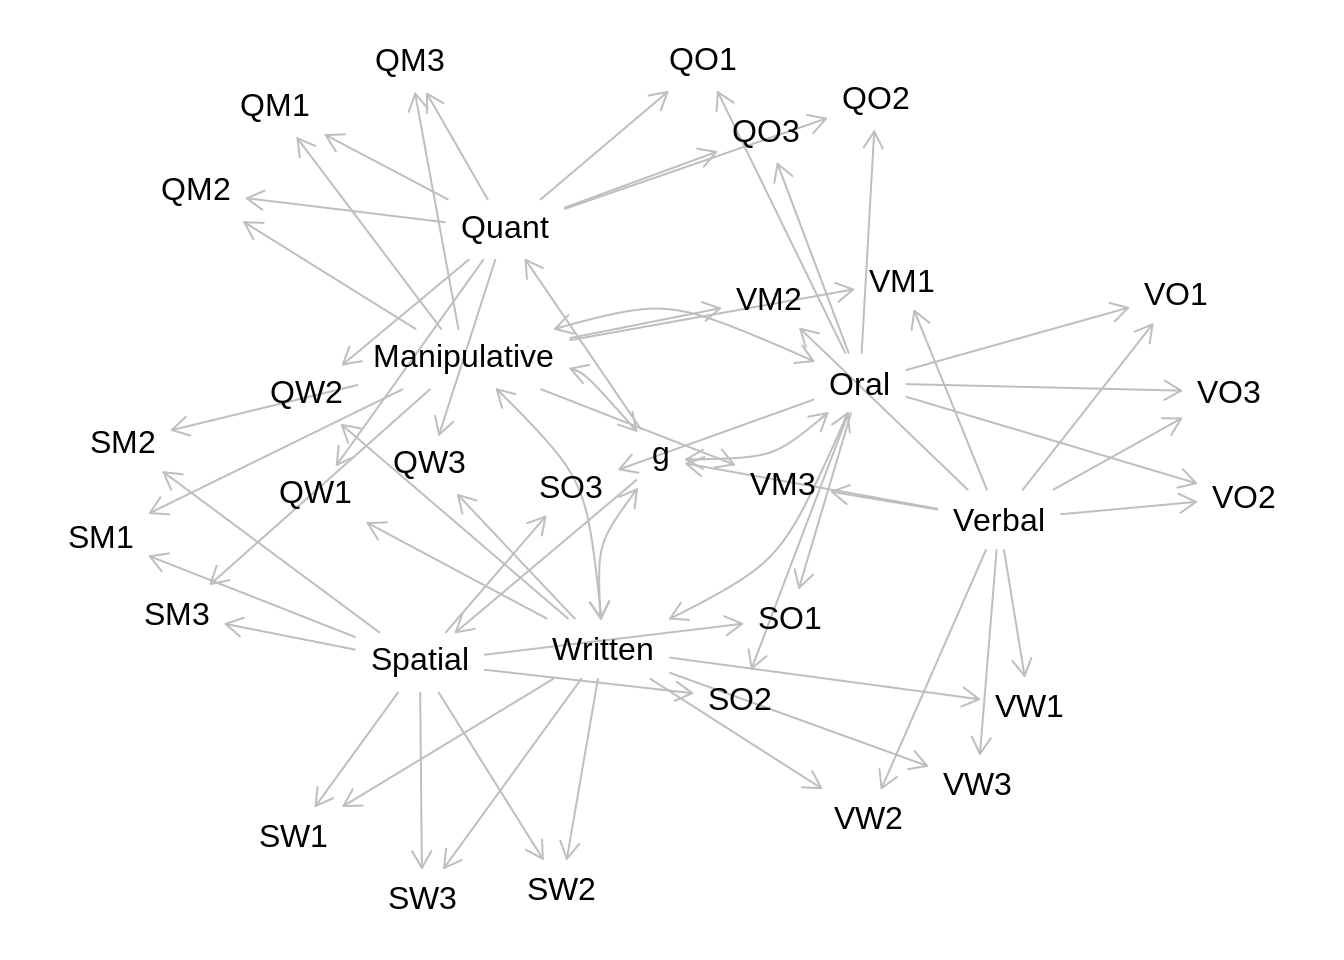 QM3
QO1
QO2
QM1
QO3
QM2
Quant
VM1
VO1
VM2
Manipulative
Oral
QW2
VO3
SM2
g
QW3
VM3
SO3
QW1
VO2
Verbal
SM1
SM3
SO1
Written
Spatial
SO2
VW1
VW3
VW2
SW1
SW2
SW3